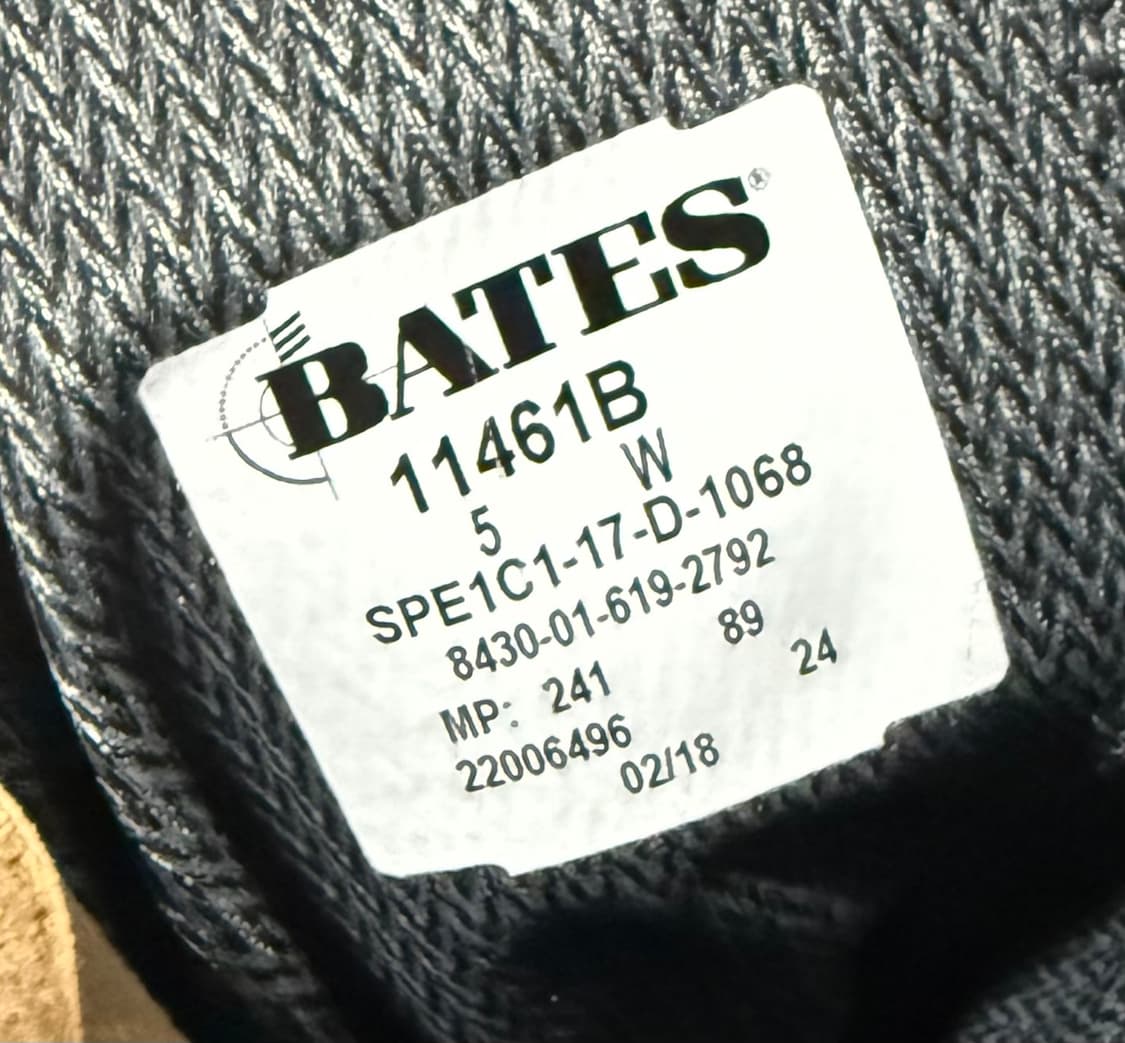 BATES®
11461B
5 W
SPE1C1-17-D-1068
8430-01-619-2792
MP: 241 89
22006496 24
02/18